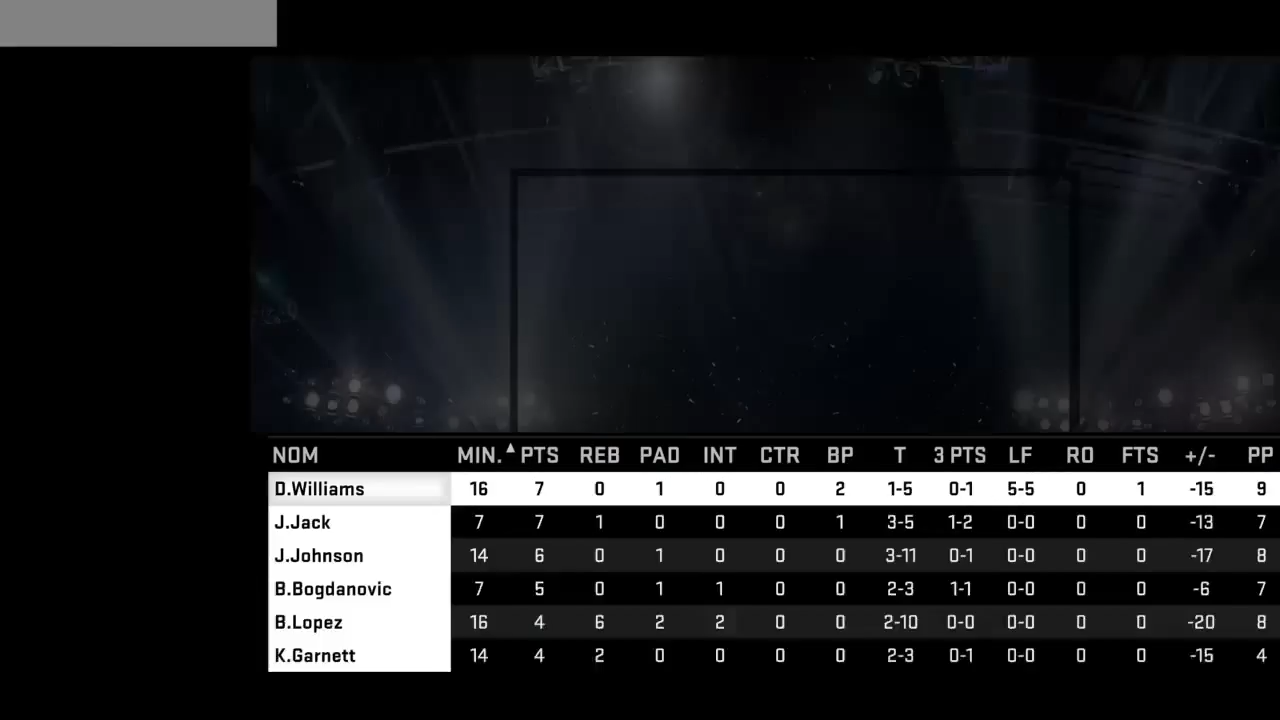 NOM MIN. PTS REB PAD INT CTR BP T 3 PTS LF RO FTS +/- PP
D.Williams 16 7 0 1 0 0 2 1-5 0-1 5-5 0 1 -15 9
J.Jack 7 7 1 0 0 0 1 3-5 1-2 0-0 0 0 -13 7
J.Johnson 14 6 0 1 0 0 0 3-11 0-1 0-0 0 0 -17 8
B.Bogdanovic 7 5 0 1 1 0 0 2-3 1-1 0-0 0 0 -6 7
B.Lopez 16 4 6 2 2 0 0 2-10 0-0 0-0 0 0 -20 8
K.Garnett 14 4 2 0 0 0 0 2-3 0-1 0-0 0 0 -15 4